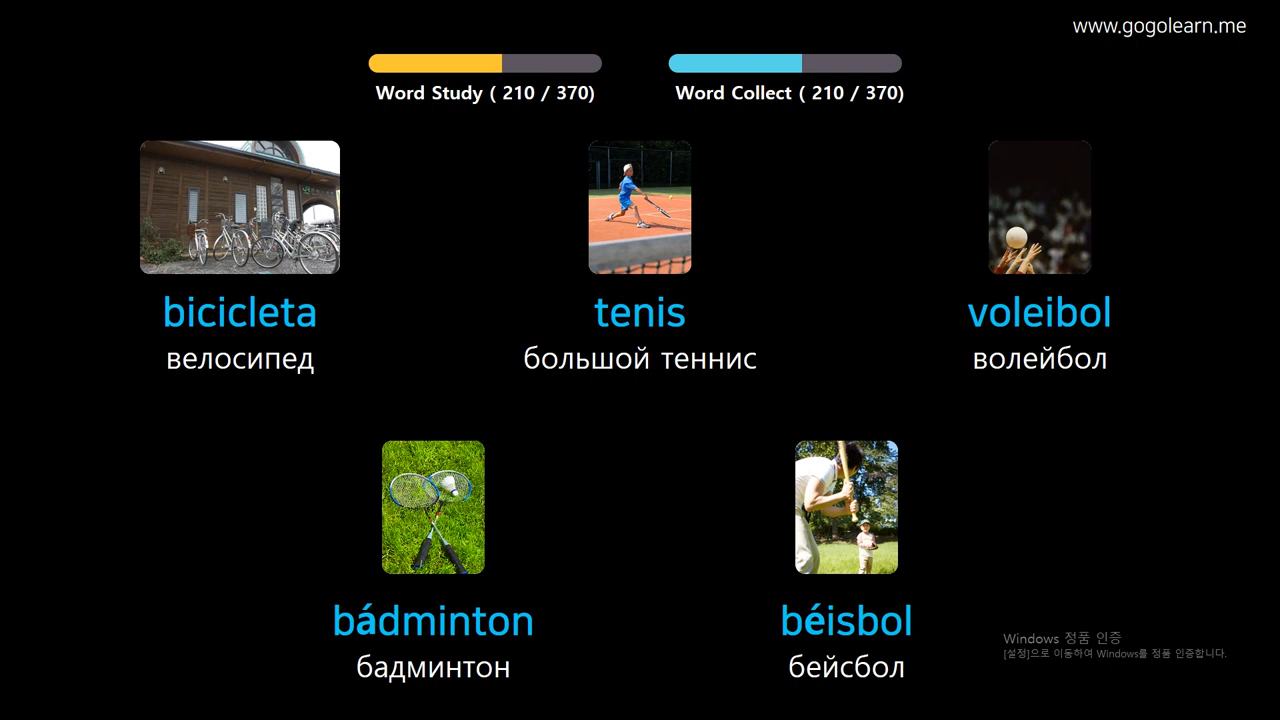 www.gogolearn.me
Word Study ( 210 / 370)
Word Collect ( 210 / 370)
bicicleta
tenis
voleibol
велосипед
большой теннис
волейбол
bádminton
béisbol
бадминтон
бейсбол
Windows 정품 인증
[설정]으로 이동하여 Windows를 정품 인증합니다.